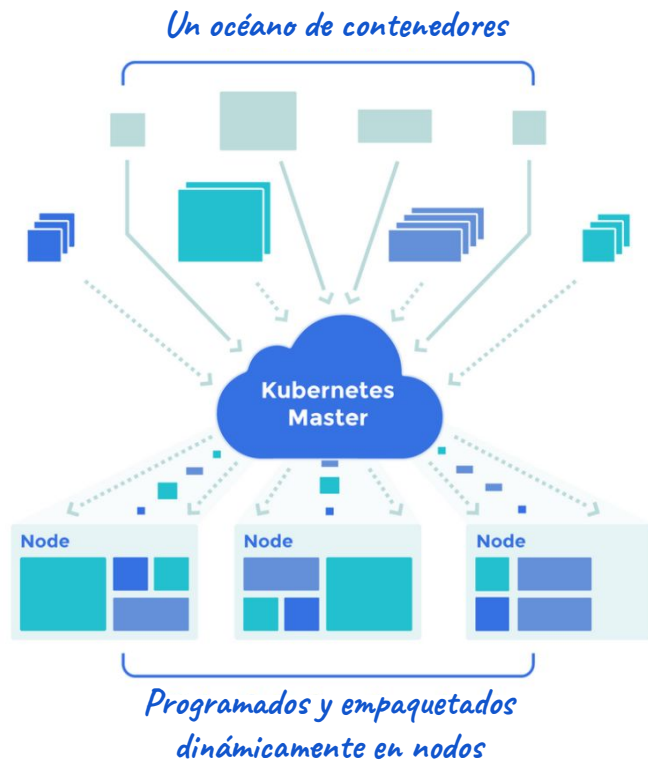 Un océano de contenedores
Kubernetes
Master
Node
Node
Node
Programados y empaquetados
dinámicamente en nodos